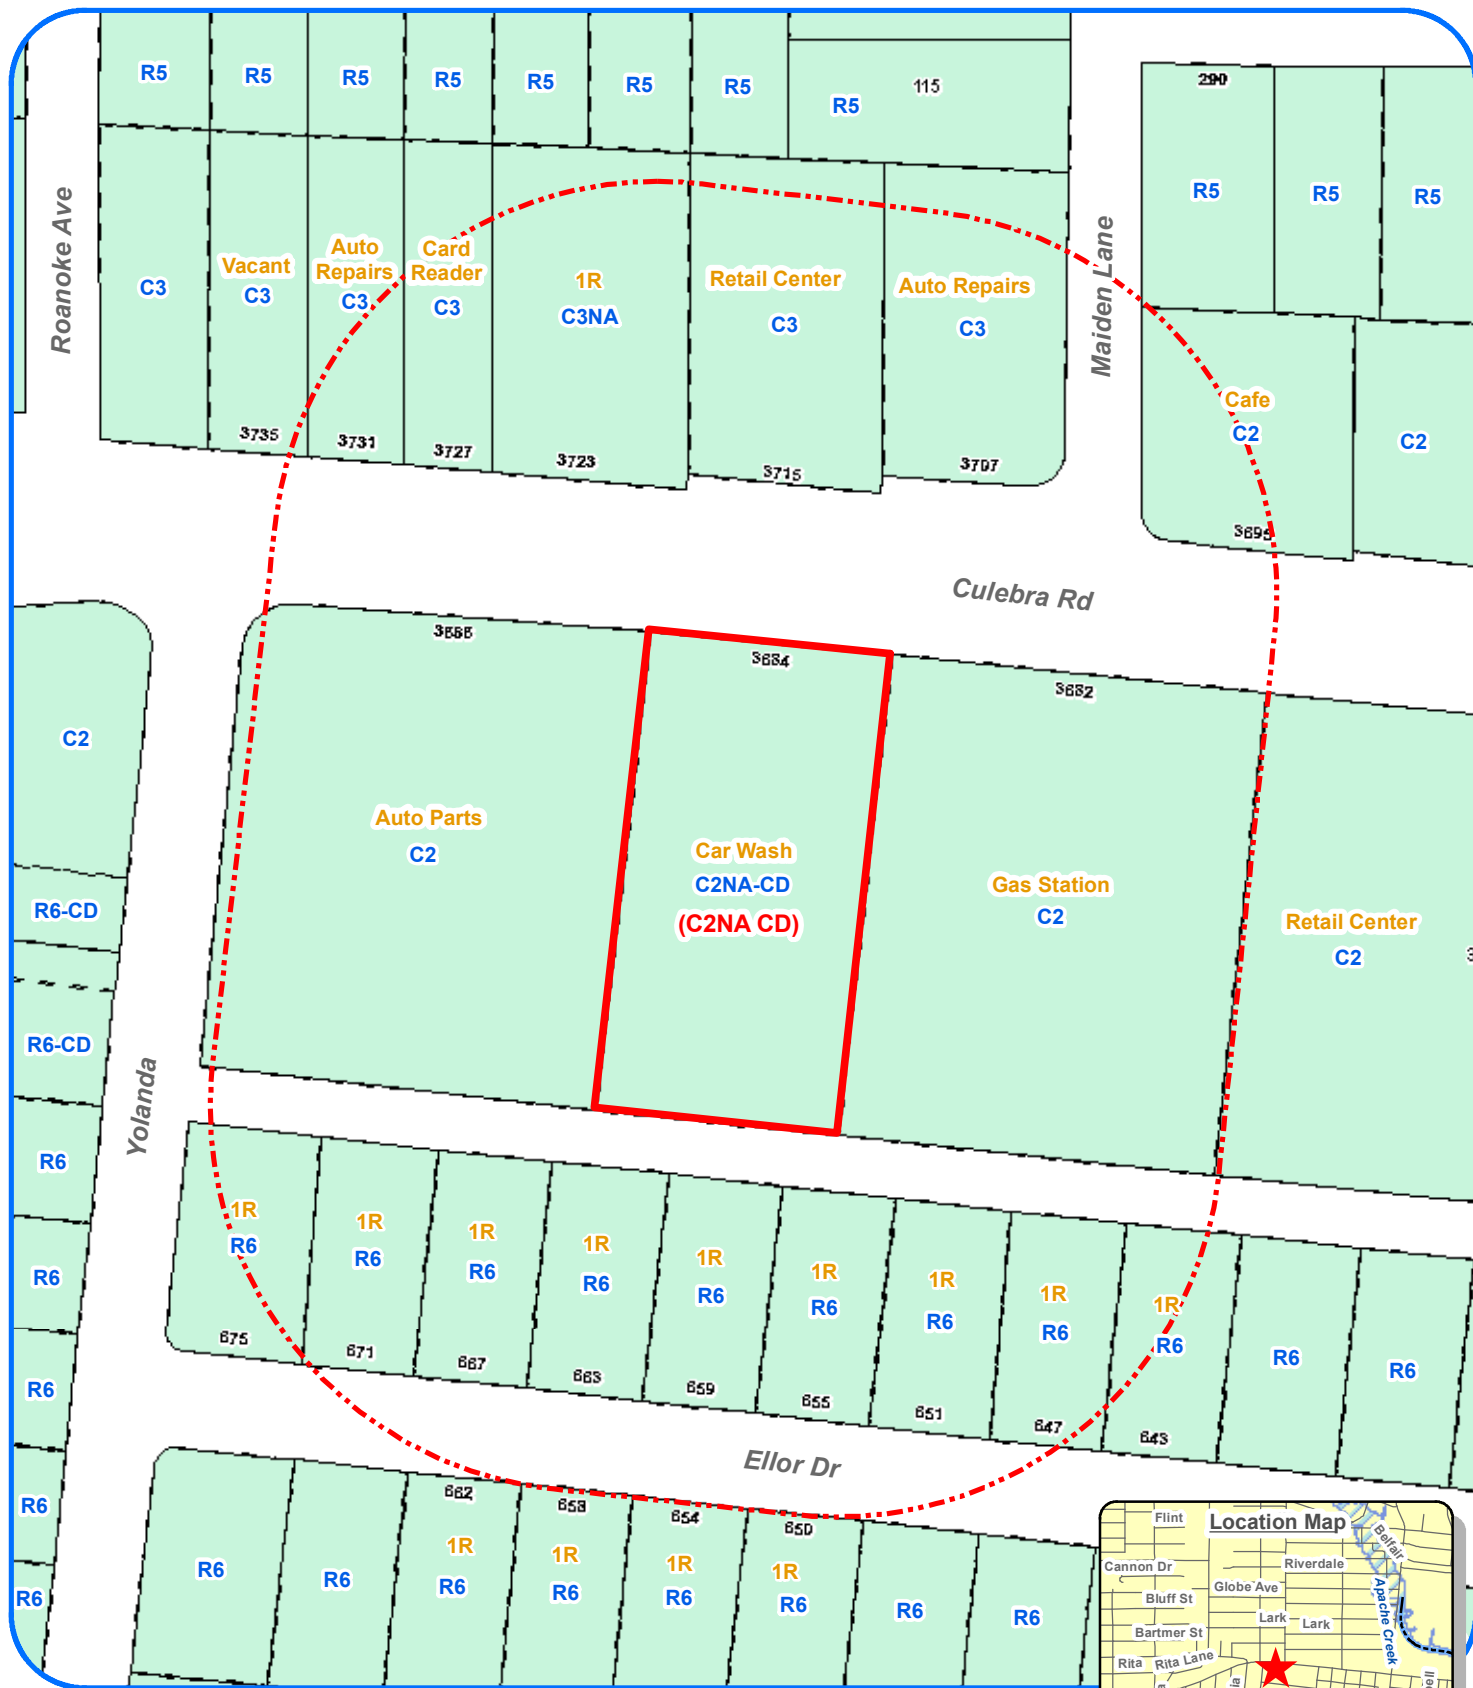 R5
R5
R5
R5
R5
R5
R5
R5
115
290
R5
R5
R5
Roanoke Ave
C3
Vacant
C3
Auto
Repairs
C3
Card
Reader
C3
1R
C3NA
Retail Center
C3
Auto Repairs
C3
Maiden Lane
Cafe
C2
C2
3735
3731
3727
3723
3715
3707
3695
Culebra Rd
3684
3682
C2
Auto Parts
C2
Car Wash
C2NA-CD
(C2NA CD)
Gas Station
C2
Retail Center
C2
R6-CD
R6-CD
Yolanda
R6
R6
R6
R6
R6
1R
R6
675
1R
R6
671
1R
R6
667
1R
R6
663
1R
R6
659
1R
R6
655
1R
R6
651
1R
R6
647
1R
R6
643
R6
R6
Ellor Dr
R6
R6
662
1R
R6
658
1R
R6
654
1R
R6
650
1R
R6
R6
R6
Location Map
Flint
Belfair
Cannon Dr
Riverdale
Globe Ave
Bluff St
Apache Creek
Lark
Lark
Bartmer St
Rita
Rita Lane